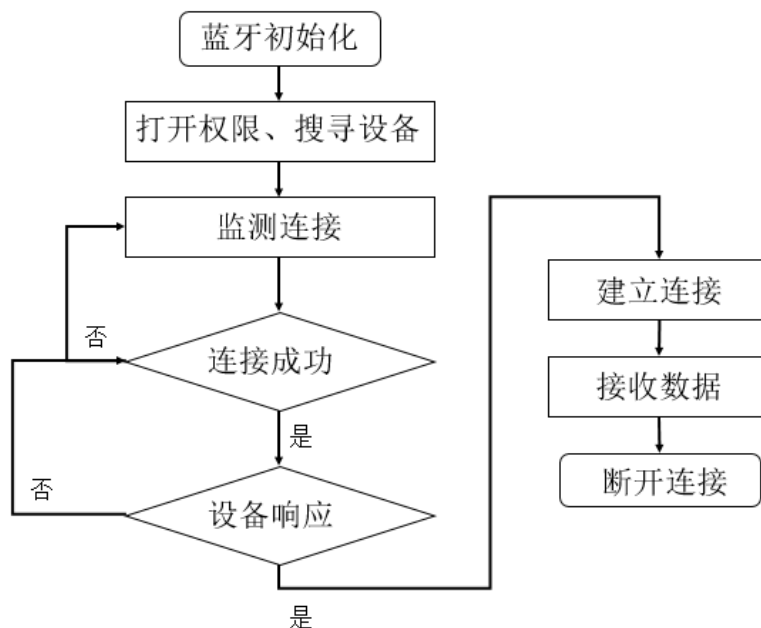 蓝牙初始化
打开权限、搜寻设备
监测连接
否
连接成功
是
否
设备响应
是
建立连接
接收数据
断开连接